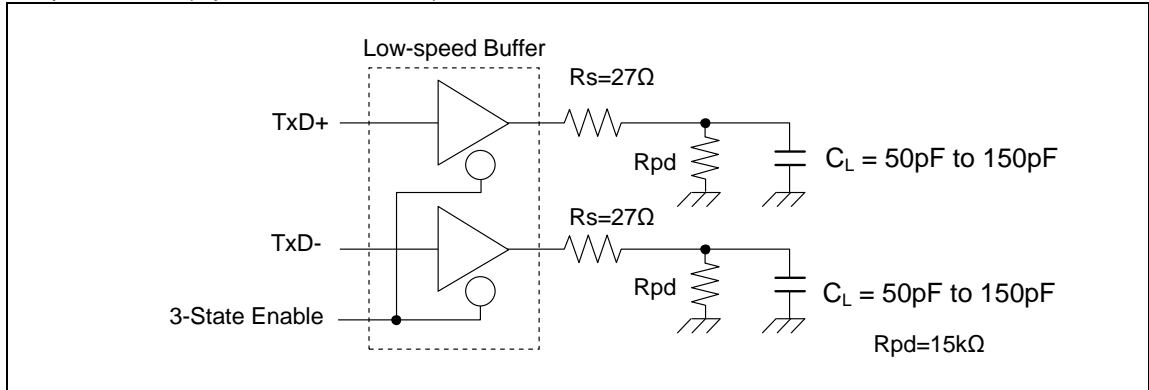 Low-speed Buffer
Rs=27Ω
TxD+
Rpd
CL = 50pF to 150pF
Rs=27Ω
TxD-
Rpd
CL = 50pF to 150pF
3-State Enable
Rpd=15kΩ